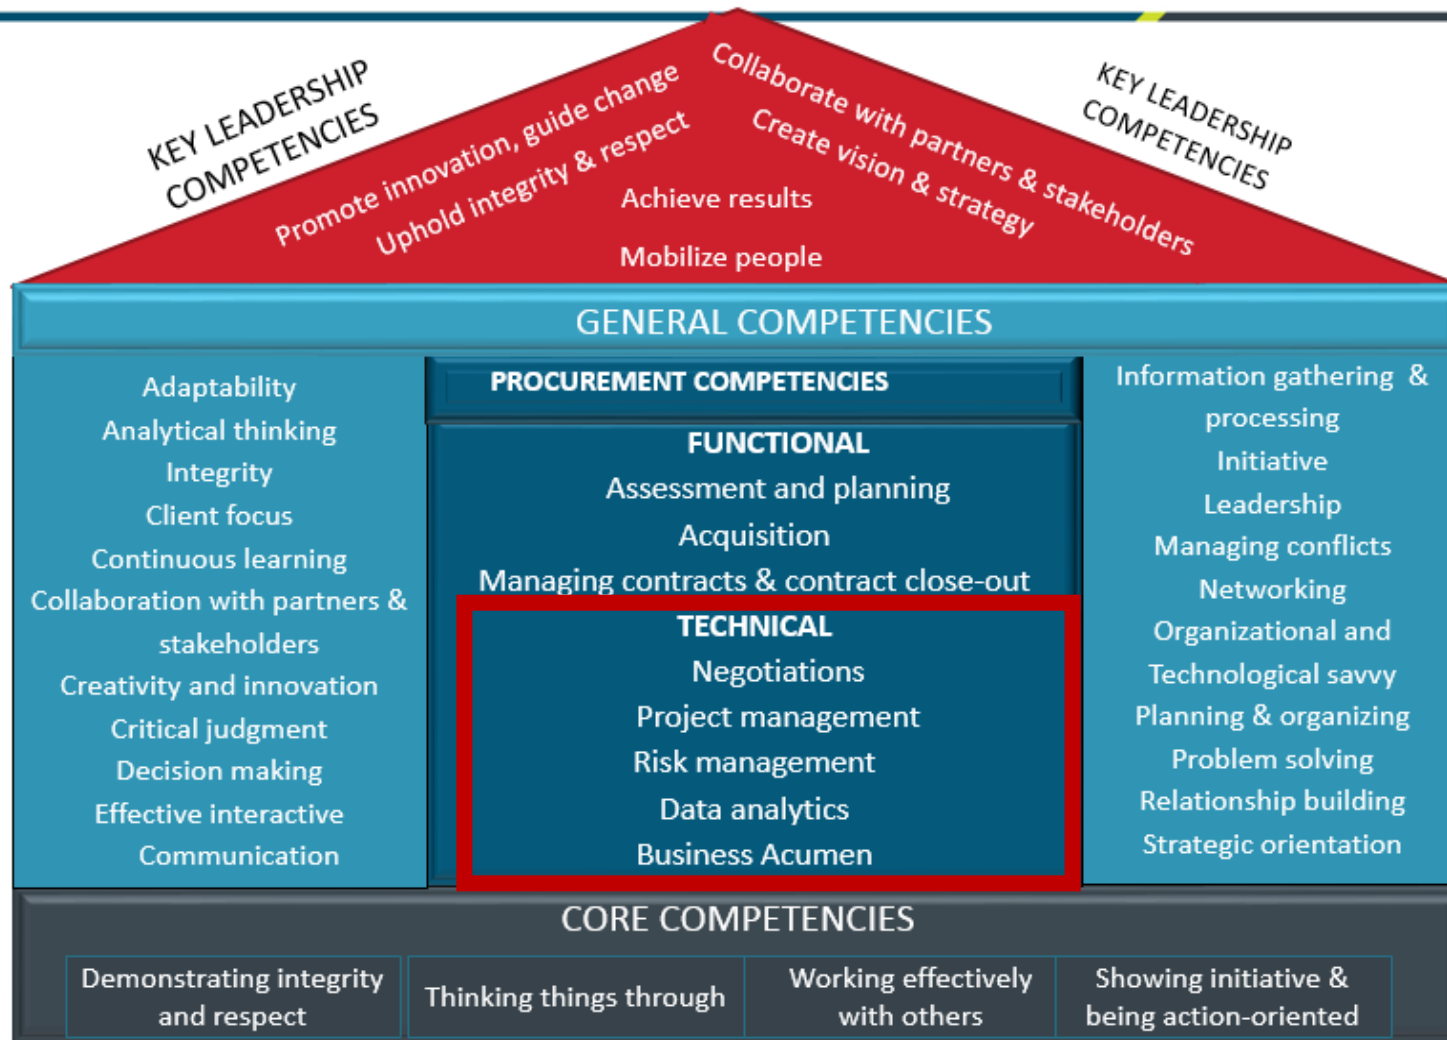 KEY LEADERSHIP
COMPETENCIES
Promote innovation, guide change
Uphold integrity & respect
Collaborate with partners & stakeholders
Create vision & strategy
Achieve results
Mobilize people
KEY LEADERSHIP
COMPETENCIES
GENERAL COMPETENCIES
Adaptability
Analytical thinking
Integrity
Client focus
Continuous learning
Collaboration with partners &
stakeholders
Creativity and innovation
Critical judgment
Decision making
Effective interactive
Communication
PROCUREMENT COMPETENCIES
FUNCTIONAL
Assessment and planning
Acquisition
Managing contracts & contract close-out
TECHNICAL
Negotiations
Project management
Risk management
Data analytics
Business Acumen
Information gathering &
processing
Initiative
Leadership
Managing conflicts
Networking
Organizational and
Technological savvy
Planning & organizing
Problem solving
Relationship building
Strategic orientation
CORE COMPETENCIES
Demonstrating integrity
and respect
Thinking things through
Working effectively
with others
Showing initiative &
being action-oriented